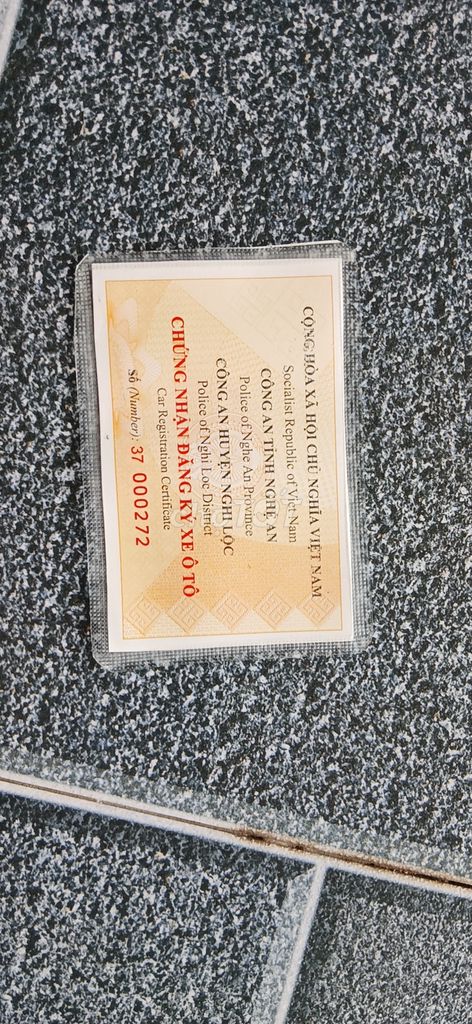 CỘNG HÒA XÃ HỘI CHỦ NGHĨA VIỆT NAM
Socialist Republic of Viet Nam
CÔNG AN TỈNH NGHỆ AN
Police of Nghe An Province
CÔNG AN HUYỆN NGHI LỘC
Police of Nghi Loc District
CHỨNG NHẬN ĐĂNG KÝ XE Ô TÔ
Car Registration Certificate
Số (Number): 37 000272